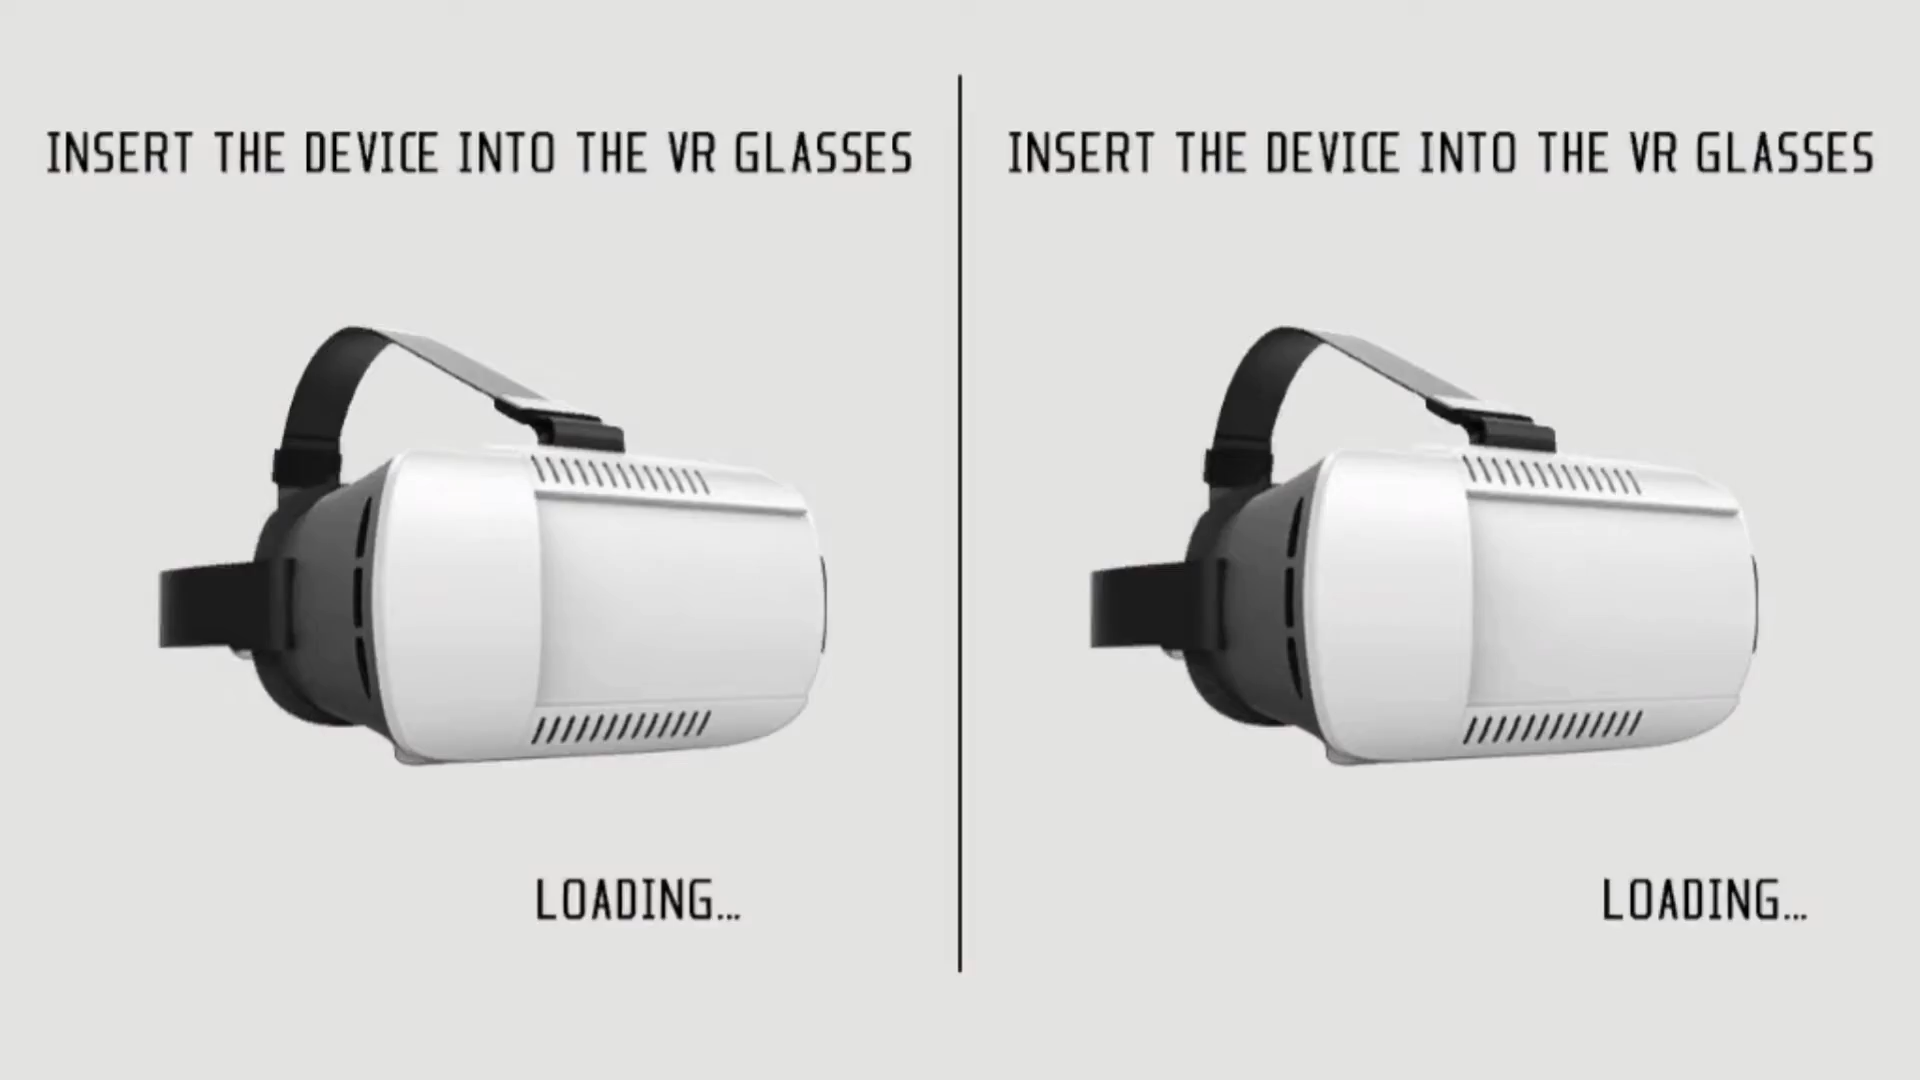 INSERT THE DEVICE INTO THE VR GLASSES
LOADING...
INSERT THE DEVICE INTO THE VR GLASSES
LOADING...